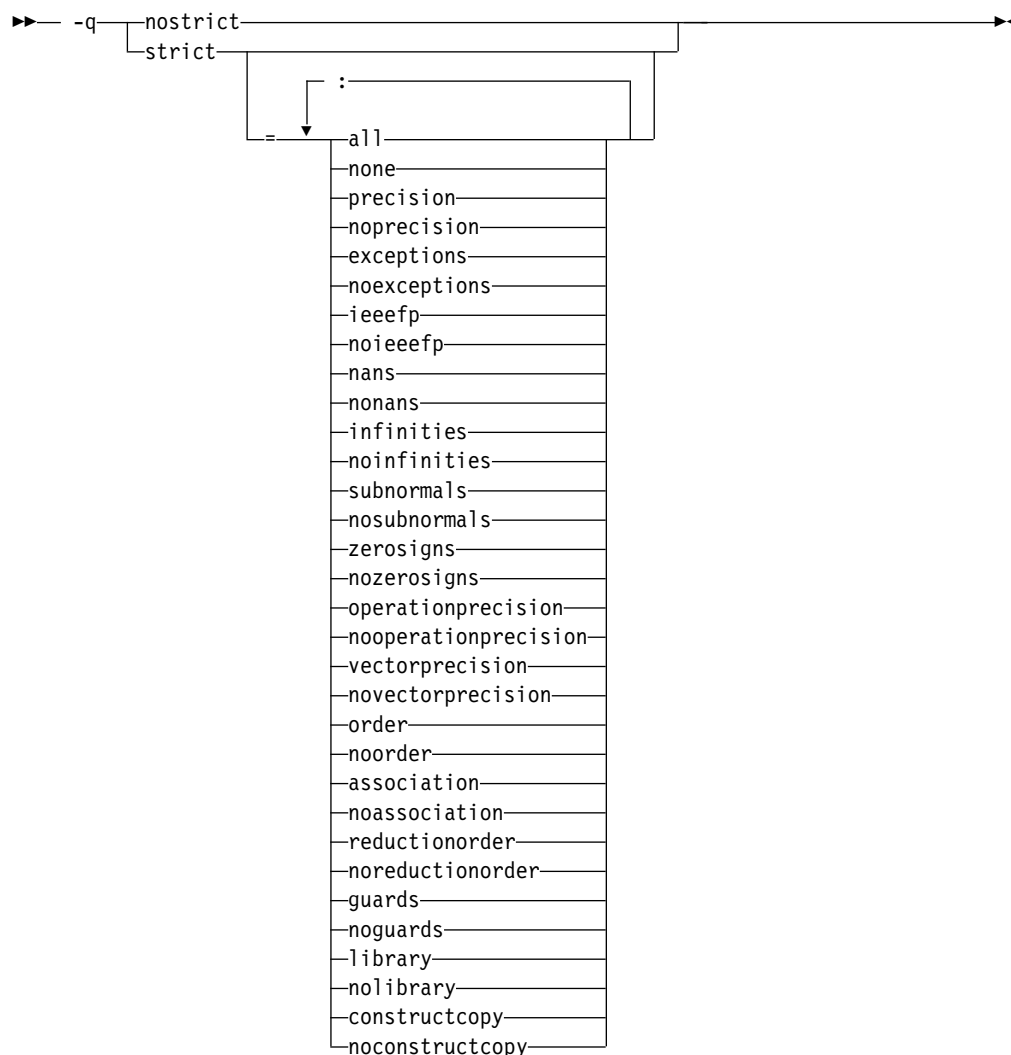 -q nostrict
strict
:
= all
none
precision
noprecision
exceptions
noexceptions
ieeefp
noieeefp
nans
nonans
infinities
noinfinities
subnormals
nosubnormals
zerosigns
nozerosigns
operationprecision
nooperationprecision
vectorprecision
novectorprecision
order
noorder
association
noassociation
reductionorder
noreductionorder
guards
noguards
library
nolibrary
constructcopy
noconstructcopy